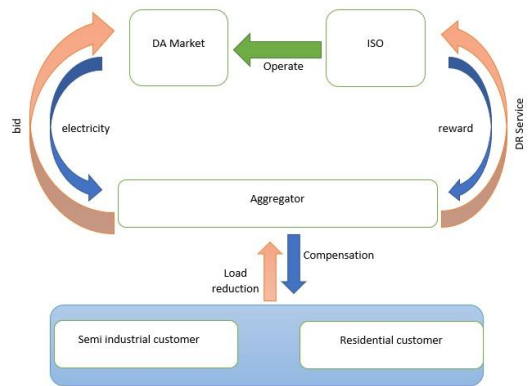 DA Market
ISO
Operate
bid
electricity
reward
DR Service
Aggregator
Compensation
Load
reduction
Semi industrial customer
Residential customer